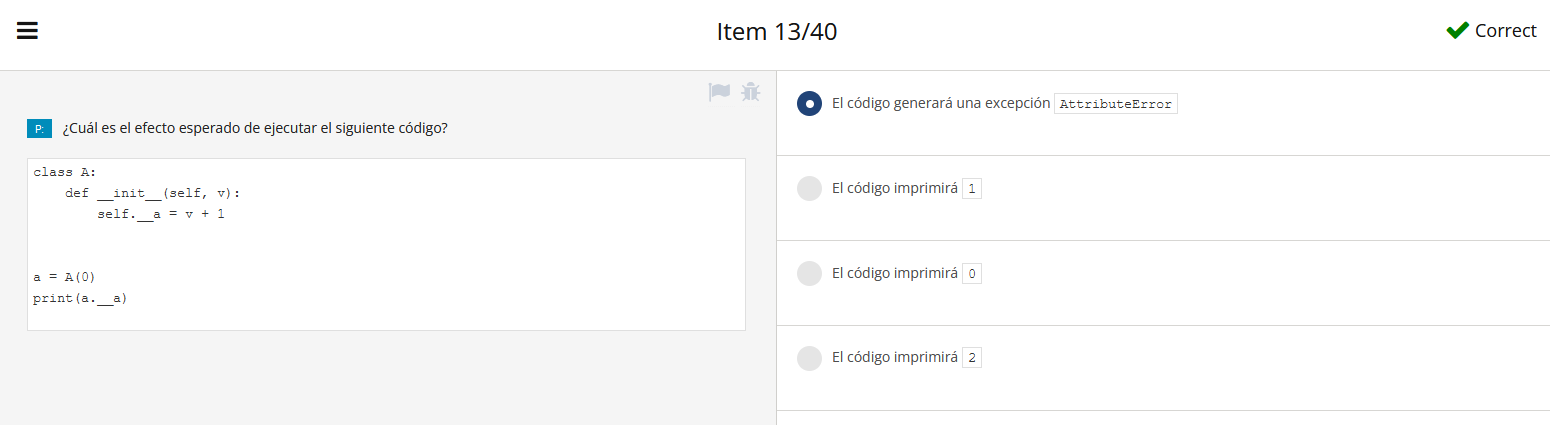 Item 13/40
Correct
P:
¿Cuál es el efecto esperado de ejecutar el siguiente código?
class A:
    def __init__(self, v):
        self.__a = v + 1
a = A(0)
print(a.__a)
El código generará una excepción AttributeError
El código imprimirá 1
El código imprimirá 0
El código imprimirá 2